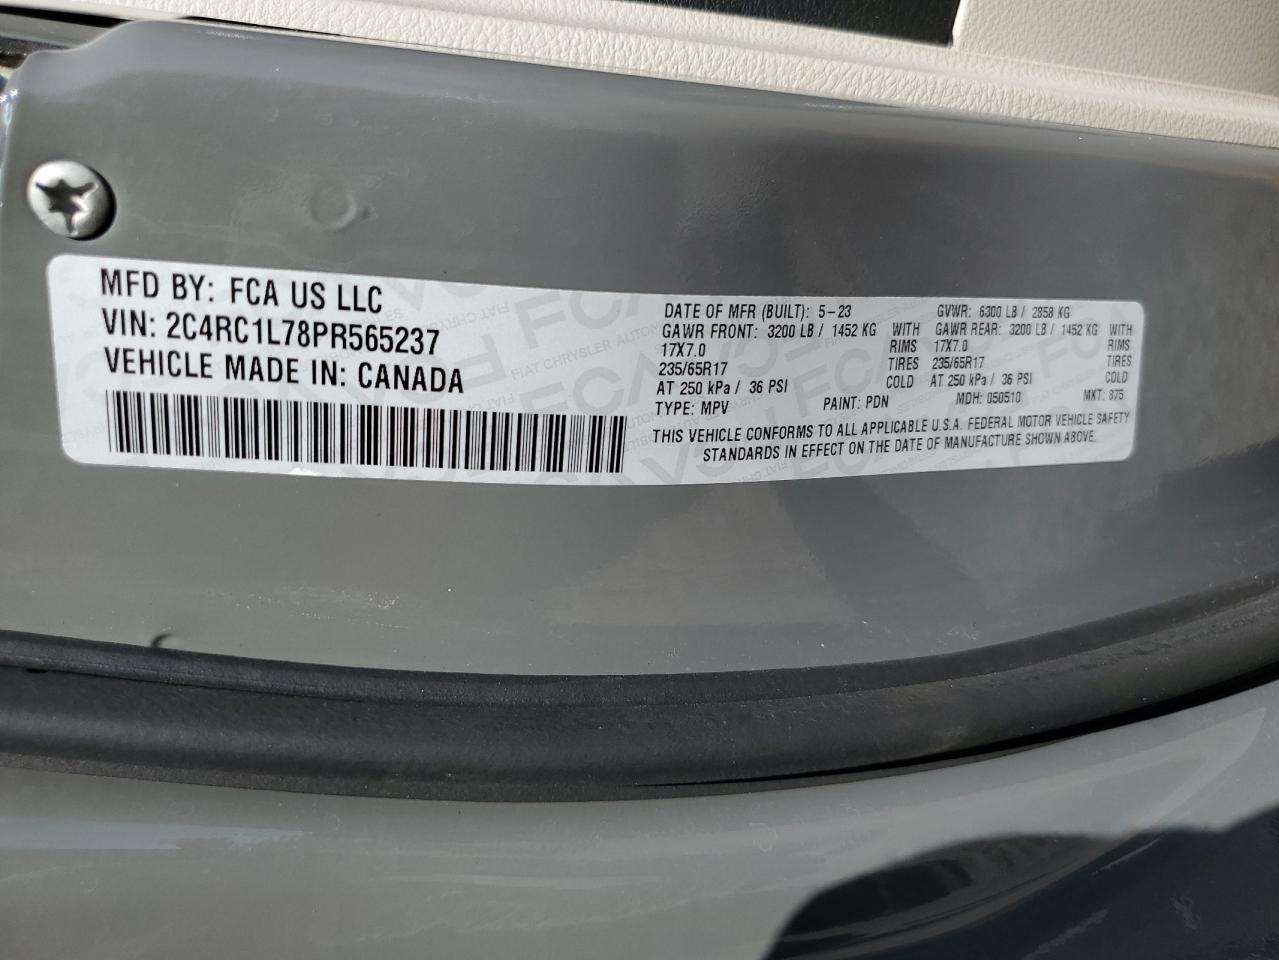 MFD BY: FCA US LLC
VIN: 2C4RC1L78PR565237
VEHICLE MADE IN: CANADA
DATE OF MFR (BUILT): 5-23 GVWR: 6300 LB / 2858 KG
GAWR FRONT: 3200 LB / 1452 KG WITH GAWR REAR: 3200 LB / 1452 KG WITH
17X7.0 RIMS 17X7.0 RIMS
235/65R17 TIRES 235/65R17 TIRES
AT 250 kPa / 36 PSI COLD AT 250 kPa / 36 PSI COLD
TYPE: MPV PAINT: PDN MDH: 050510 MKT: 875
THIS VEHICLE CONFORMS TO ALL APPLICABLE U.S.A. FEDERAL MOTOR VEHICLE SAFETY
STANDARDS IN EFFECT ON THE DATE OF MANUFACTURE SHOWN ABOVE.